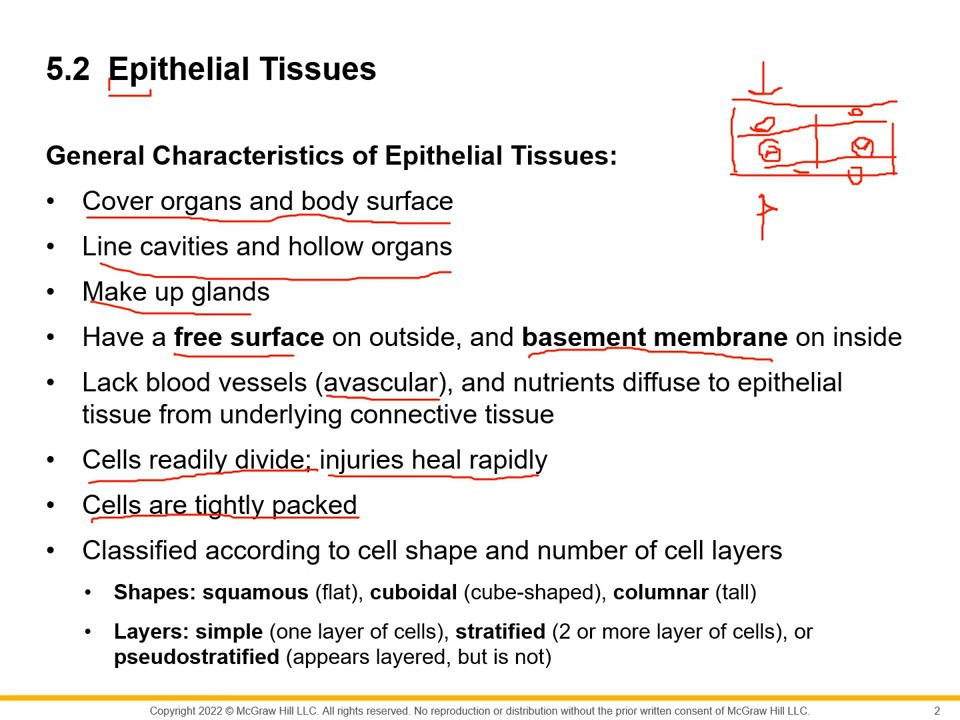 5.2 Epithelial Tissues
General Characteristics of Epithelial Tissues:
• Cover organs and body surface
• Line cavities and hollow organs
• Make up glands
• Have a free surface on outside, and basement membrane on inside
• Lack blood vessels (avascular), and nutrients diffuse to epithelial
tissue from underlying connective tissue
• Cells readily divide; injuries heal rapidly
• Cells are tightly packed
• Classified according to cell shape and number of cell layers
• Shapes: squamous (flat), cuboidal (cube-shaped), columnar (tall)
• Layers: simple (one layer of cells), stratified (2 or more layer of cells), or
pseudostratified (appears layered, but is not)
Copyright 2022 © McGraw Hill LLC. All rights reserved. No reproduction or distribution without the prior written consent of McGraw Hill LLC. 2